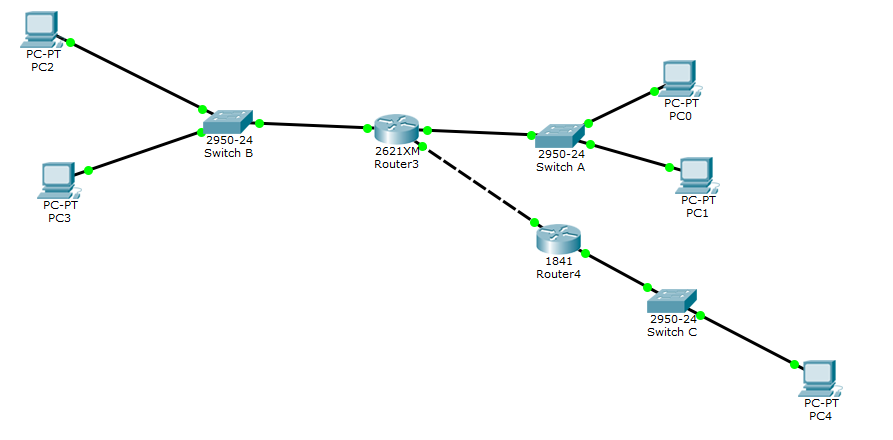 PC-PT
PC2
2950-24
Switch B
PC-PT
PC3
2621XM
Router3
2950-24
Switch A
PC-PT
PC0
PC-PT
PC1
1841
Router4
2950-24
Switch C
PC-PT
PC4